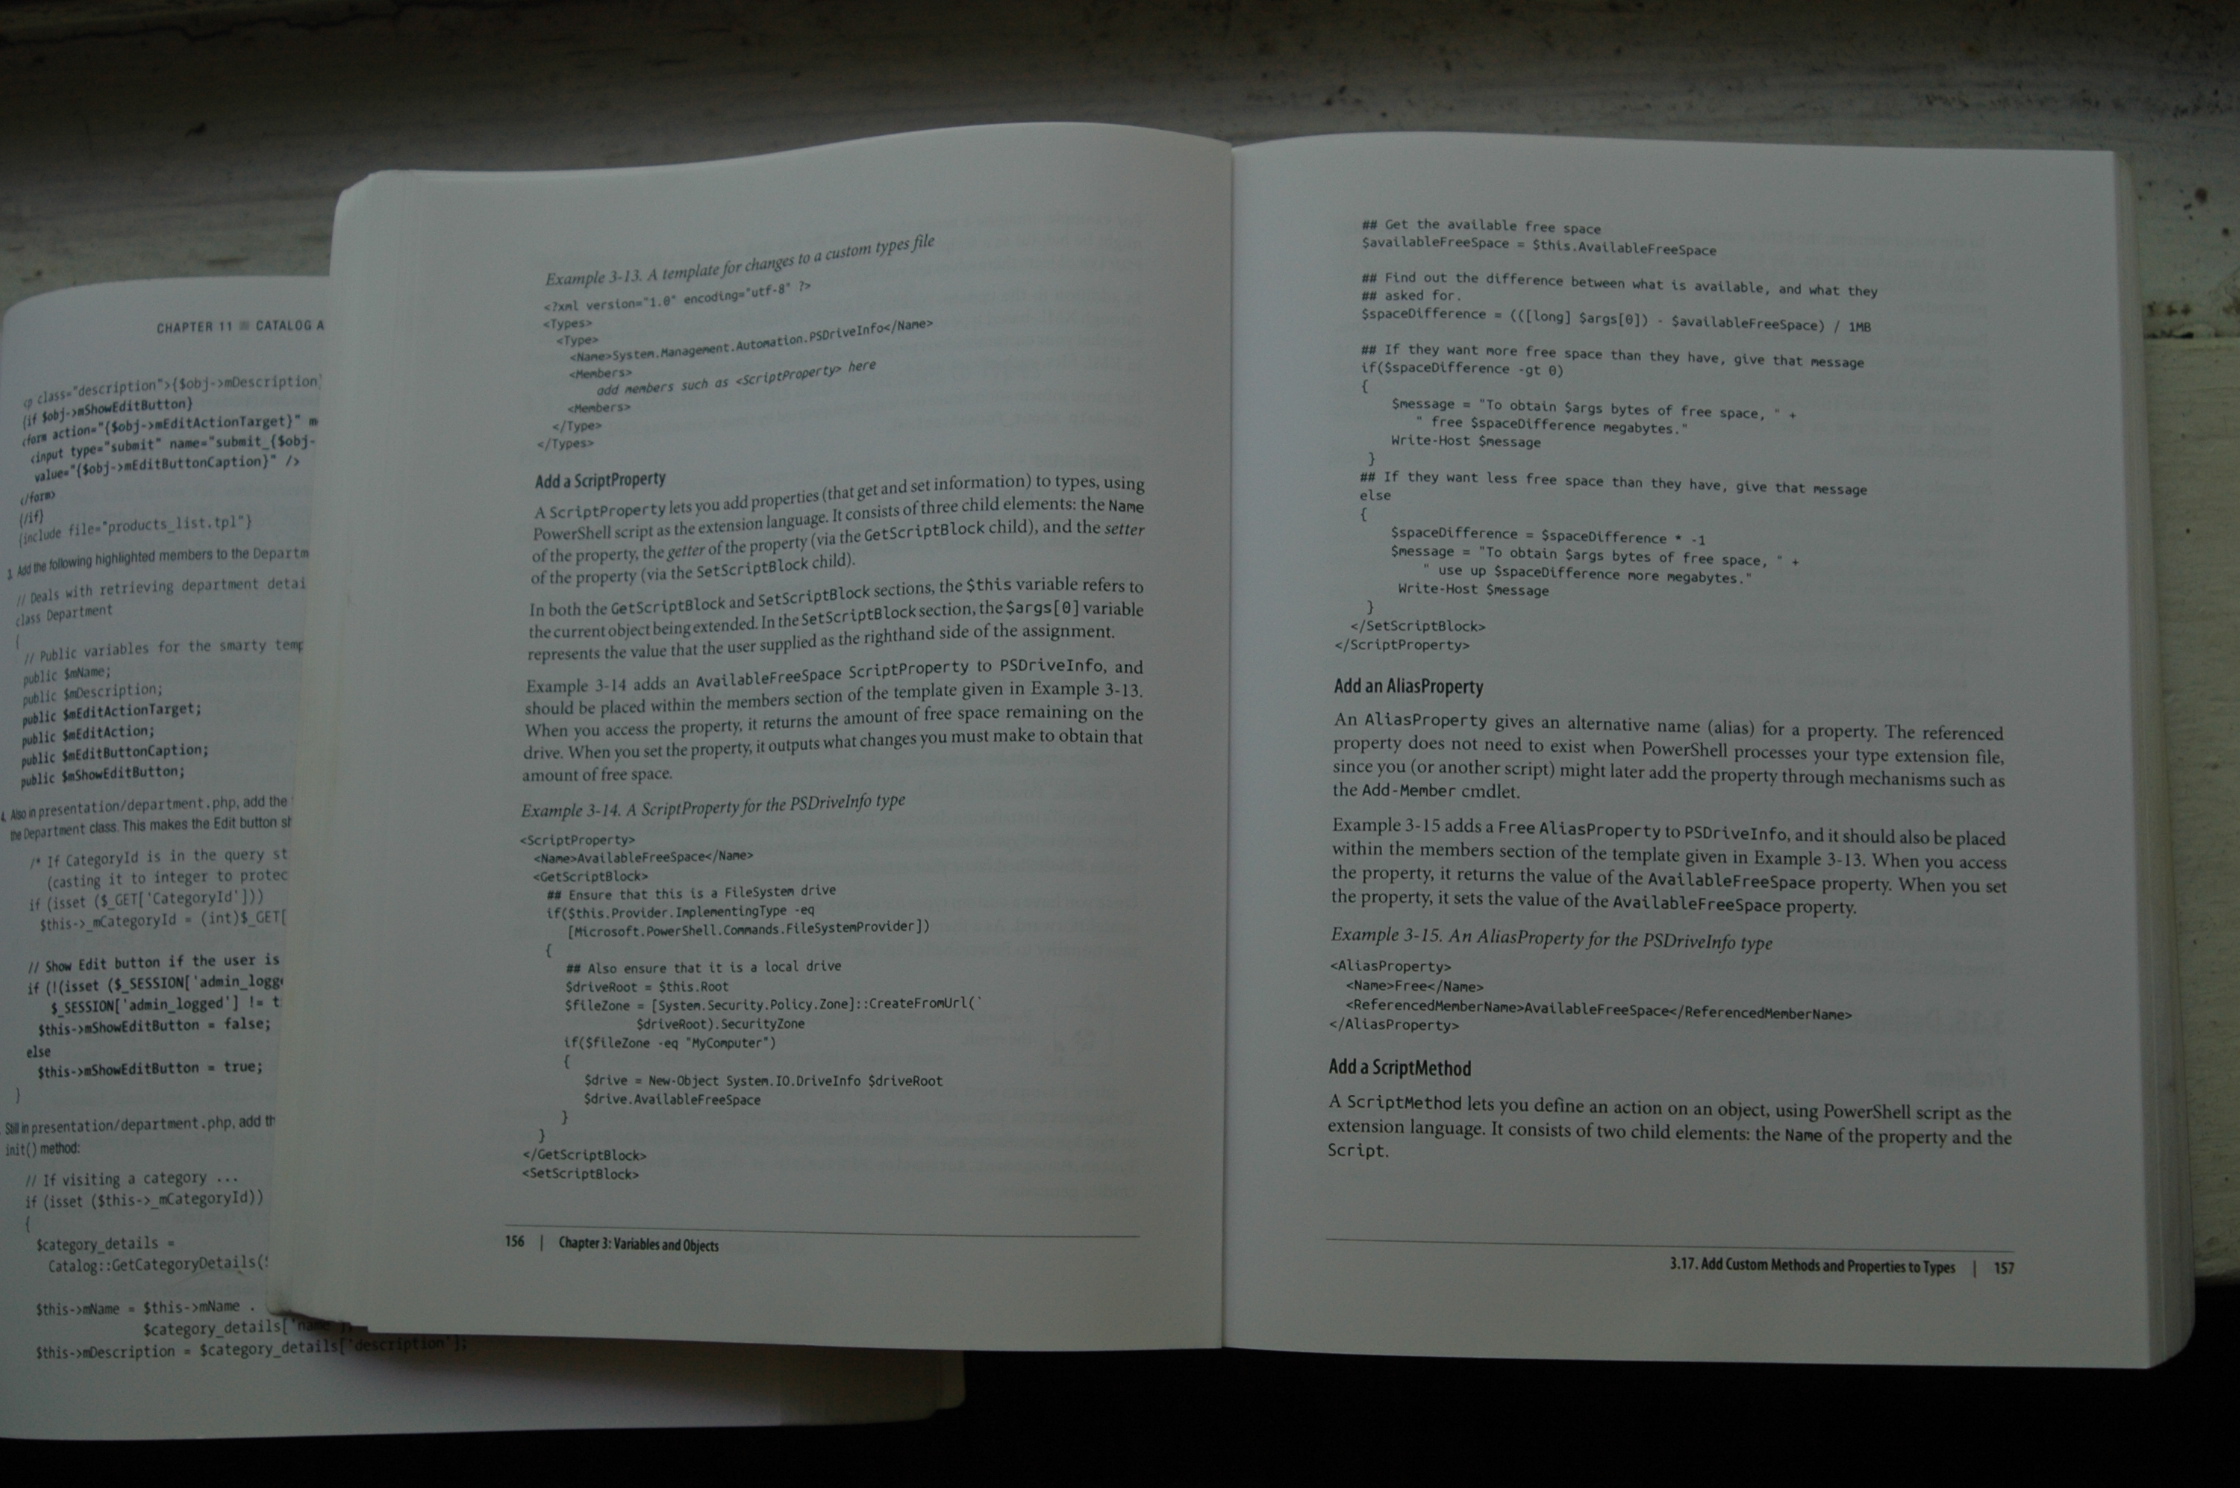 CHAPTER 11 ■ CATALOG A
class="description">{$obj->mDescription}
{if $obj->mShowEditButton}
<form action="{$obj->mEditActionTarget}" m
<input type="submit" name="submit_{$obj-
value="{$obj->mEditButtonCaption}" />
</form>
{/if}
{include file="products_list.tpl"}
3. Add the following highlighted members to the Departm
// Deals with retrieving department detai
class Department
{
// Public variables for the smarty temp
public $mName;
public $mDescription;
public $mEditActionTarget;
public $mEditAction;
public $mEditButtonCaption;
public $mShowEditButton;
4. Also in presentation/department.php, add the
the Department class. This makes the Edit button sh
/* If CategoryId is in the query st
(casting it to integer to protec
if (isset ($_GET['CategoryId']))
$this->_mCategoryId = (int)$_GET[
// Show Edit button if the user is
if (!(isset ($_SESSION['admin_logge
$_SESSION['admin_logged'] != t
$this->mShowEditButton = false;
else
$this->mShowEditButton = true;
}
Still in presentation/department.php, add th
init() method:
// If visiting a category ...
if (isset ($this->_mCategoryId))
{
$category_details =
Catalog::GetCategoryDetails($
$this->mName = $this->mName .
$category_details['name'];
$this->mDescription = $category_details['description'];
Example 3-13. A template for changes to a custom types file
<?xml version="1.0" encoding="utf-8" ?>
<Types>
<Type>
<Name>System.Management.Automation.PSDriveInfo</Name>
<Members>
add members such as <ScriptProperty> here
<Members>
</Type>
</Types>
Add a ScriptProperty
A ScriptProperty lets you add properties (that get and set information) to types, using
PowerShell script as the extension language. It consists of three child elements: the Name
of the property, the getter of the property (via the GetScriptBlock child), and the setter
of the property (via the SetScriptBlock child).
In both the GetScriptBlock and SetScriptBlock sections, the $this variable refers to
the current object being extended. In the SetScriptBlock section, the $args[0] variable
represents the value that the user supplied as the righthand side of the assignment.
Example 3-14 adds an AvailableFreeSpace ScriptProperty to PSDriveInfo, and
should be placed within the members section of the template given in Example 3-13.
When you access the property, it returns the amount of free space remaining on the
drive. When you set the property, it outputs what changes you must make to obtain that
amount of free space.
Example 3-14. A ScriptProperty for the PSDriveInfo type
<ScriptProperty>
<Name>AvailableFreeSpace</Name>
<GetScriptBlock>
## Ensure that this is a FileSystem drive
if($this.Provider.ImplementingType -eq
[Microsoft.PowerShell.Commands.FileSystemProvider])
{
## Also ensure that it is a local drive
$driveRoot = $this.Root
$fileZone = [System.Security.Policy.Zone]::CreateFromUrl(`
$driveRoot).SecurityZone
if($fileZone -eq "MyComputer")
{
$drive = New-Object System.IO.DriveInfo $driveRoot
$drive.AvailableFreeSpace
}
}
</GetScriptBlock>
<SetScriptBlock>
156 | Chapter 3: Variables and Objects
## Get the available free space
$availableFreeSpace = $this.AvailableFreeSpace
## Find out the difference between what is available, and what they
## asked for.
$spaceDifference = (([long] $args[0]) - $availableFreeSpace) / 1MB
## If they want more free space than they have, give that message
if($spaceDifference -gt 0)
{
$message = "To obtain $args bytes of free space, " +
" free $spaceDifference megabytes."
Write-Host $message
}
## If they want less free space than they have, give that message
else
{
$spaceDifference = $spaceDifference * -1
$message = "To obtain $args bytes of free space, " +
" use up $spaceDifference more megabytes."
Write-Host $message
}
</SetScriptBlock>
</ScriptProperty>
Add an AliasProperty
An AliasProperty gives an alternative name (alias) for a property. The referenced
property does not need to exist when PowerShell processes your type extension file,
since you (or another script) might later add the property through mechanisms such as
the Add-Member cmdlet.
Example 3-15 adds a Free AliasProperty to PSDriveInfo, and it should also be placed
within the members section of the template given in Example 3-13. When you access
the property, it returns the value of the AvailableFreeSpace property. When you set
the property, it sets the value of the AvailableFreeSpace property.
Example 3-15. An AliasProperty for the PSDriveInfo type
<AliasProperty>
<Name>Free</Name>
<ReferencedMemberName>AvailableFreeSpace</ReferencedMemberName>
</AliasProperty>
Add a ScriptMethod
A ScriptMethod lets you define an action on an object, using PowerShell script as the
extension language. It consists of two child elements: the Name of the property and the
Script.
3.17. Add Custom Methods and Properties to Types | 157